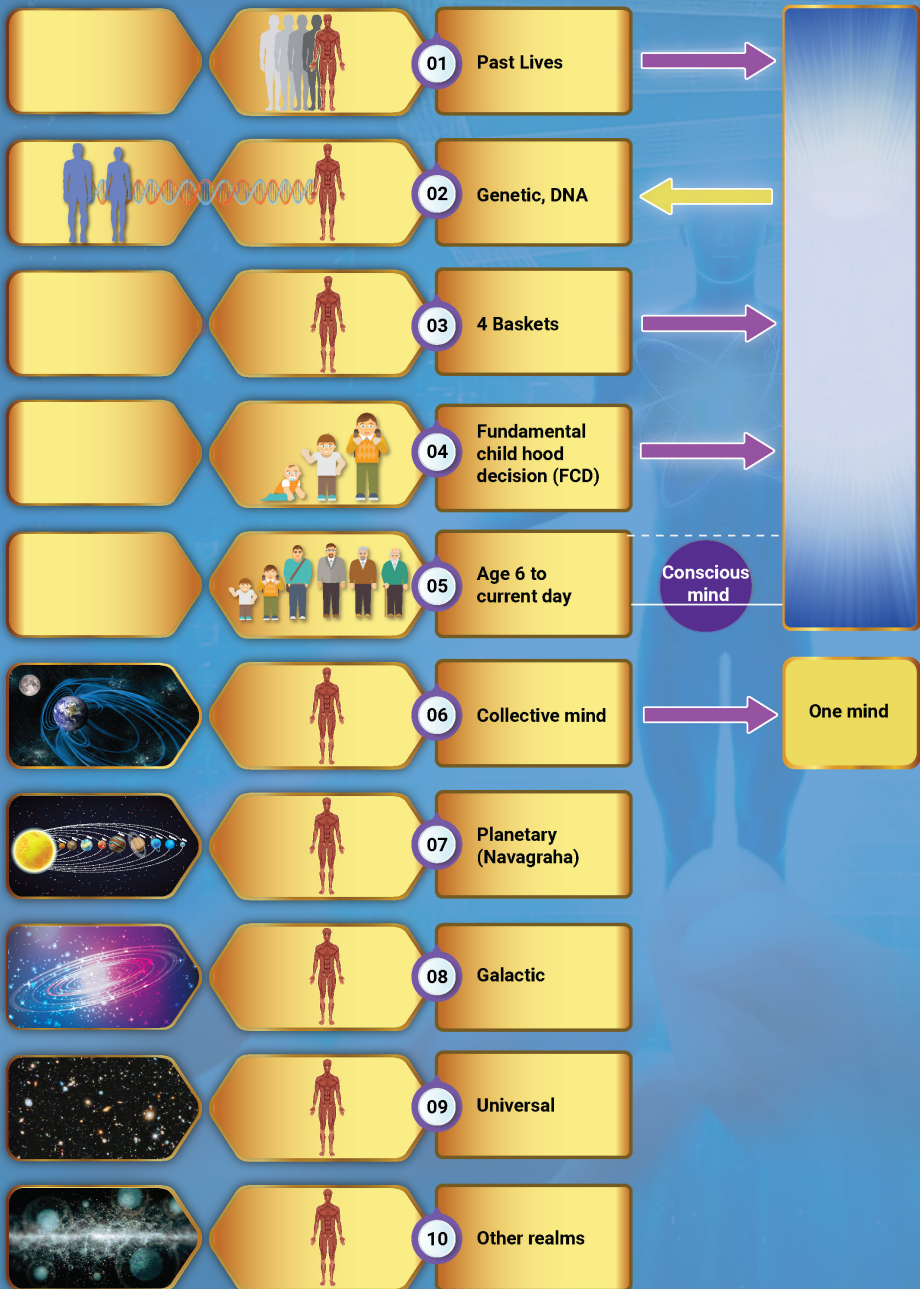 01
Past Lives
02
Genetic, DNA
03
4 Baskets
04
Fundamental
child hood
decision (FCD)
05
Age 6 to
current day
Conscious
mind
06
Collective mind
One mind
07
Planetary
(Navagraha)
08
Galactic
09
Universal
10
Other realms